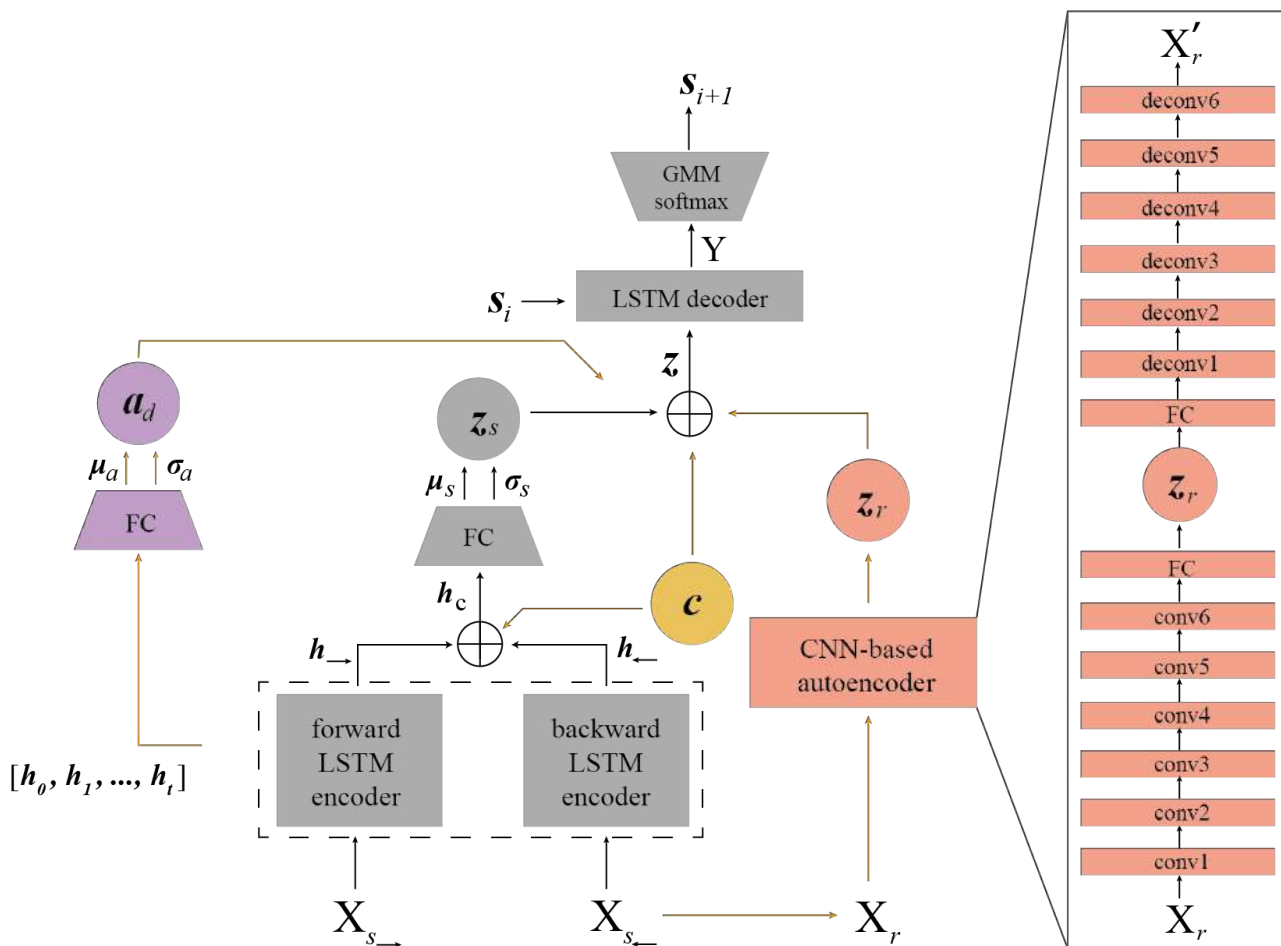 s_{i+1}
GMM
softmax
Y
s_i
LSTM decoder
z
a_d
z_s
μ_a
σ_a
μ_s
σ_s
z_r
FC
FC
h_c
c
h→
h←
CNN-based
autoencoder
forward
LSTM
encoder
backward
LSTM
encoder
[h_0, h_1, ..., h_t]
X_s→
X_s←
X_r
X′_r
deconv6
deconv5
deconv4
deconv3
deconv2
deconv1
FC
z_r
FC
conv6
conv5
conv4
conv3
conv2
conv1
X_r